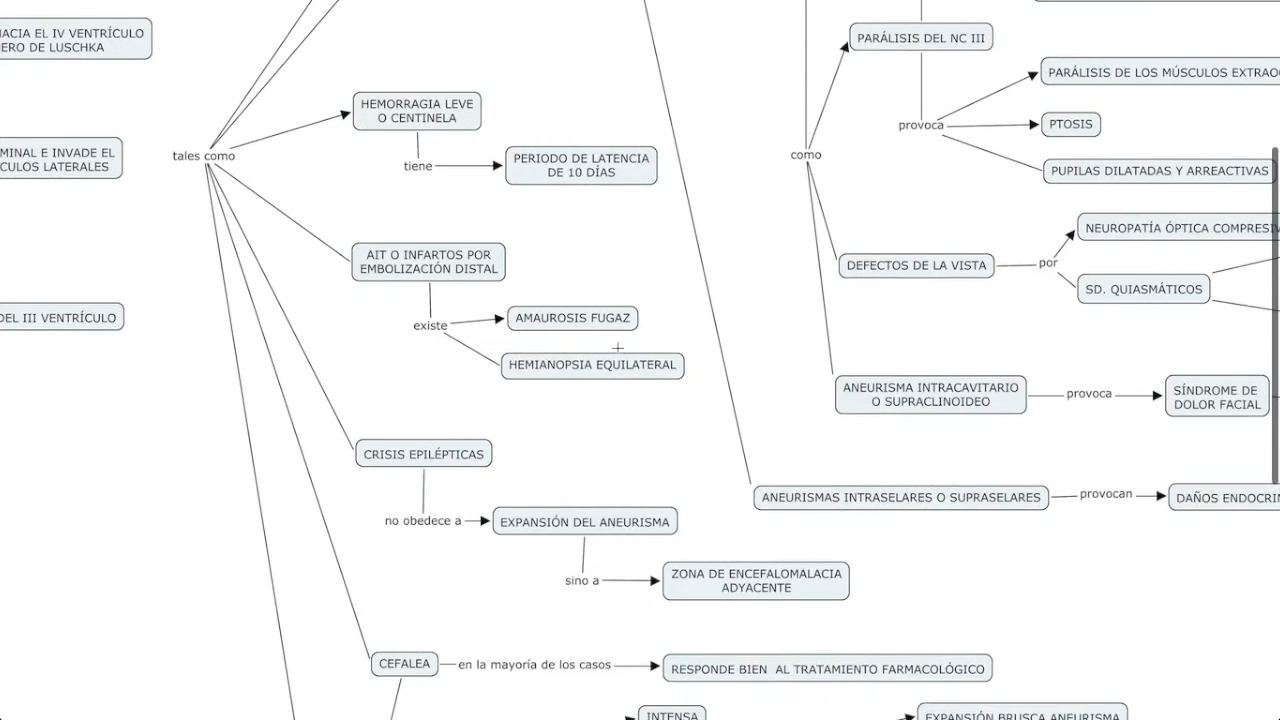 ACIA EL IV VENTRÍCULO
ERO DE LUSCHKA
MINAL E INVADE EL
CULOS LATERALES
DEL III VENTRÍCULO
tales como
HEMORRAGIA LEVE
O CENTINELA
tiene
PERIODO DE LATENCIA
DE 10 DÍAS
AIT O INFARTOS POR
EMBOLIZACIÓN DISTAL
existe
AMAUROSIS FUGAZ
HEMIANOPSIA EQUILATERAL
CRISIS EPILÉPTICAS
no obedece a
EXPANSIÓN DEL ANEURISMA
sino a
ZONA DE ENCEFALOMALACIA
ADYACENTE
CEFALEA
en la mayoría de los casos
RESPONDE BIEN AL TRATAMIENTO FARMACOLÓGICO
INTENSA
EXPANSIÓN BRUSCA ANEURISMA
como
PARÁLISIS DEL NC III
provoca
PARÁLISIS DE LOS MÚSCULOS EXTRAO
PTOSIS
PUPILAS DILATADAS Y ARREACTIVAS
DEFECTOS DE LA VISTA
por
NEUROPATÍA ÓPTICA COMPRESIV
SD. QUIASMÁTICOS
ANEURISMA INTRACAVITARIO
O SUPRACLINOIDEO
provoca
SÍNDROME DE
DOLOR FACIAL
ANEURISMAS INTRASELARES O SUPRASELARES
provocan
DAÑOS ENDOCRIN